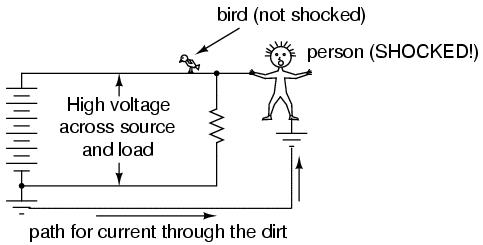 bird (not shocked)
person (SHOCKED!)
High voltage
across source
and load
path for current through the dirt